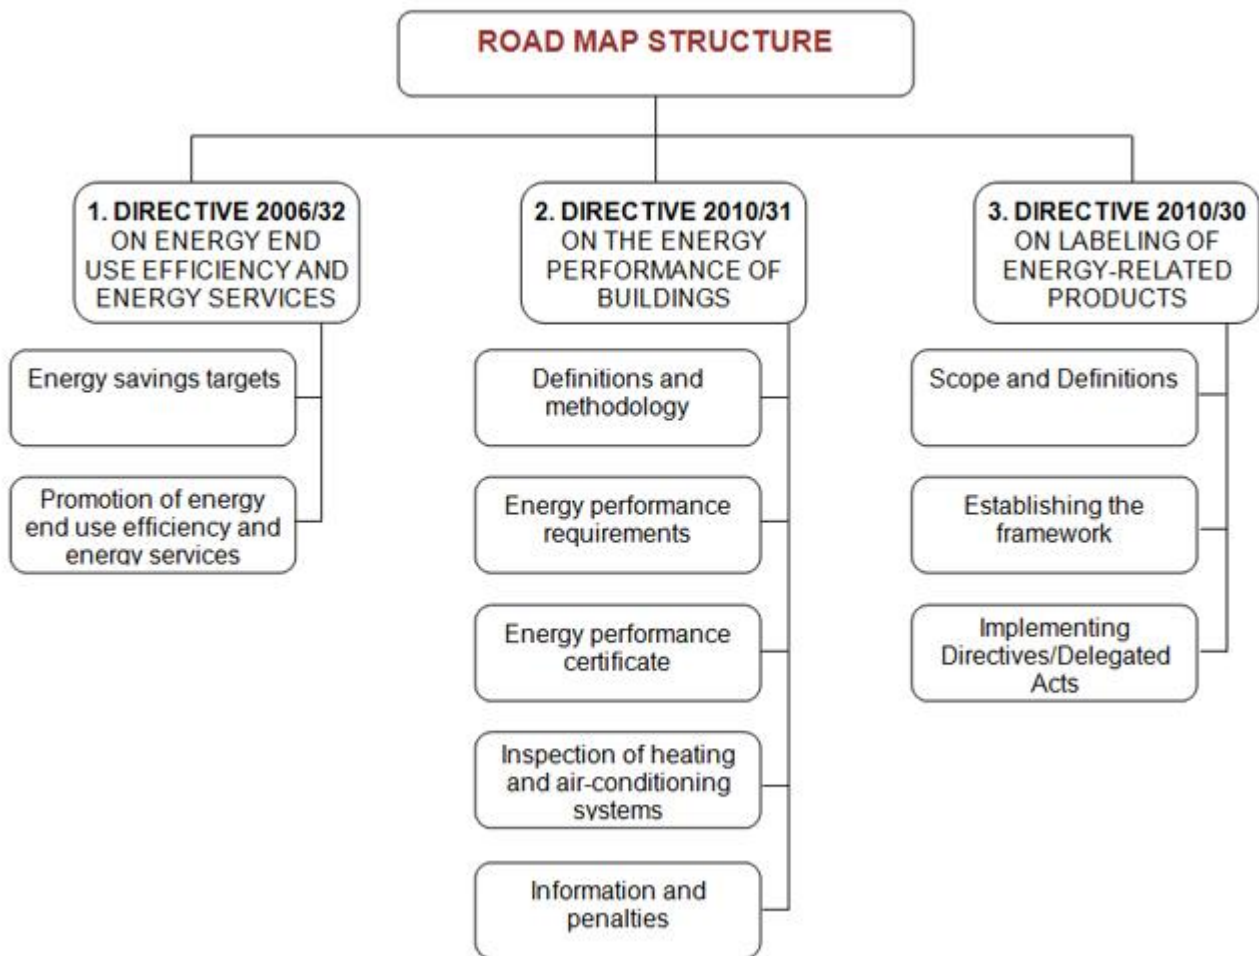 ROAD MAP STRUCTURE
1. DIRECTIVE 2006/32
ON ENERGY END
USE EFFICIENCY AND
ENERGY SERVICES
Energy savings targets
Promotion of energy
end use efficiency and
energy services
2. DIRECTIVE 2010/31
ON THE ENERGY
PERFORMANCE OF
BUILDINGS
Definitions and
methodology
Energy performance
requirements
Energy performance
certificate
Inspection of heating
and air-conditioning
systems
Information and
penalties
3. DIRECTIVE 2010/30
ON LABELING OF
ENERGY-RELATED
PRODUCTS
Scope and Definitions
Establishing the
framework
Implementing
Directives/Delegated
Acts